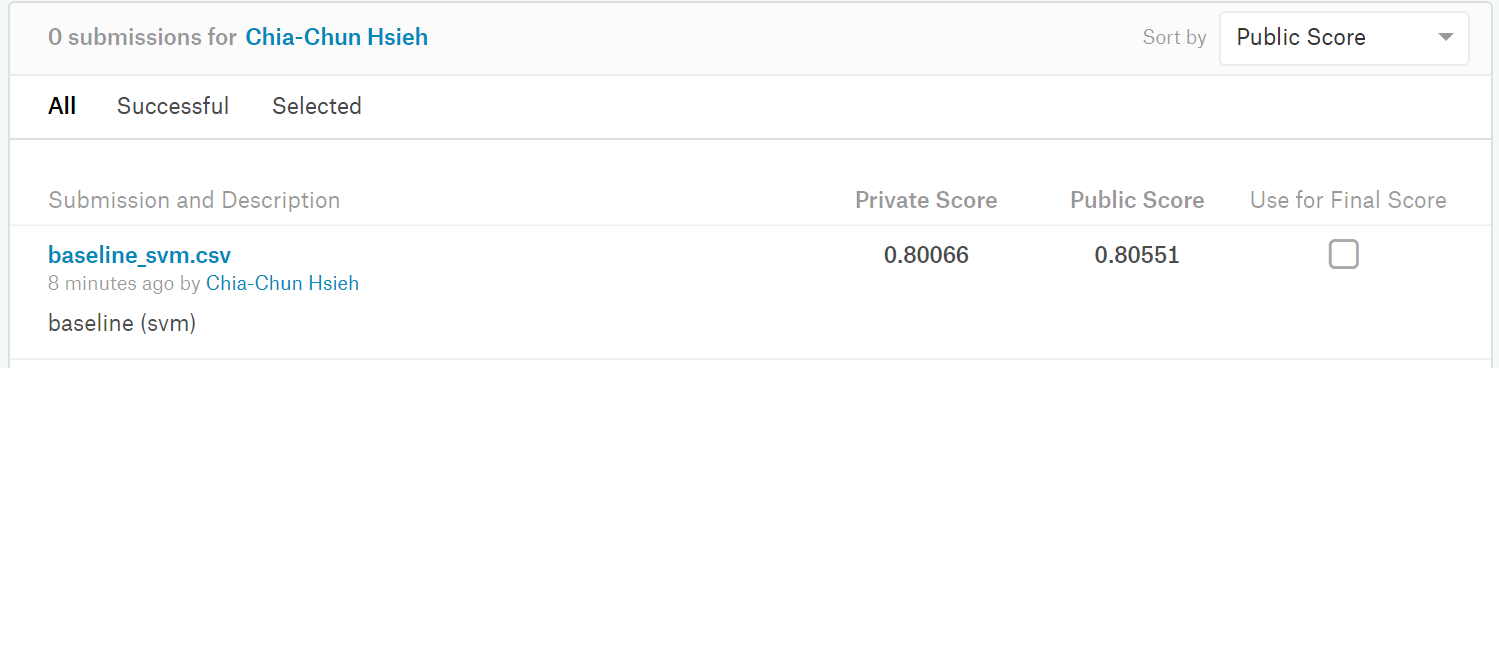 0 submissions for Chia-Chun Hsieh
Sort by Public Score
All Successful Selected
Submission and Description Private Score Public Score Use for Final Score
baseline_svm.csv 0.80066 0.80551
8 minutes ago by Chia-Chun Hsieh
baseline (svm)